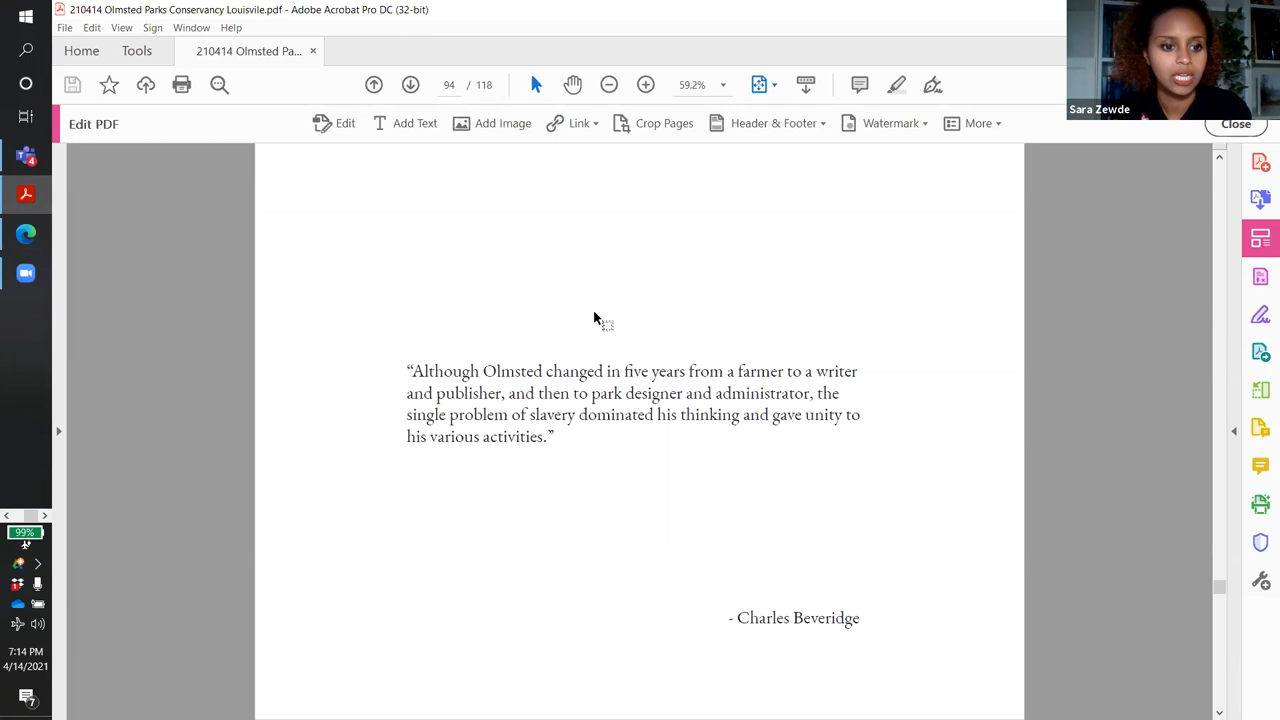 210414 Olmsted Parks Conservancy Louisvile.pdf - Adobe Acrobat Pro DC (32-bit)
File Edit View Sign Window Help
Home Tools 210414 Olmsted Pa... ×
94 / 118 59.2%
Sara Zewde
Edit PDF Edit Add Text Add Image Link Crop Pages Header & Footer Watermark More Close
4
“Although Olmsted changed in five years from a farmer to a writer
and publisher, and then to park designer and administrator, the
single problem of slavery dominated his thinking and gave unity to
his various activities.”
- Charles Beveridge
99%
7:14 PM
4/14/2021
7